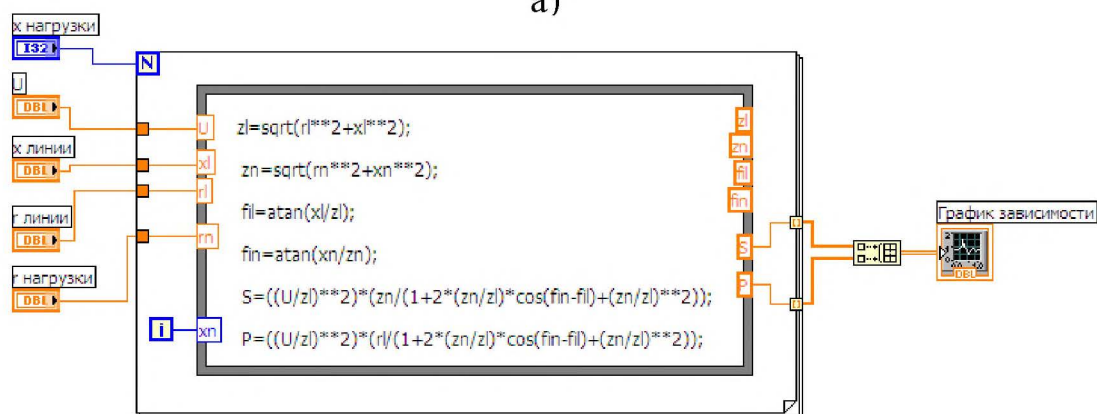 а)
х нагрузки
I32
N
U
DBL
U
zl=sqrt(rl**2+xl**2);
zl
х линии
DBL
xl
zn=sqrt(rn**2+xn**2);
zn
rl
fil=atan(xl/zl);
fil
r линии
DBL
rn
fin=atan(xn/zn);
fin
График зависимости
DBL
r нагрузки
DBL
S=((U/zl)**2)*(zn/(1+2*(zn/zl)*cos(fin-fil)+(zn/zl)**2));
S
i
xn
P=((U/zl)**2)*(rl/(1+2*(zn/zl)*cos(fin-fil)+(zn/zl)**2));
P